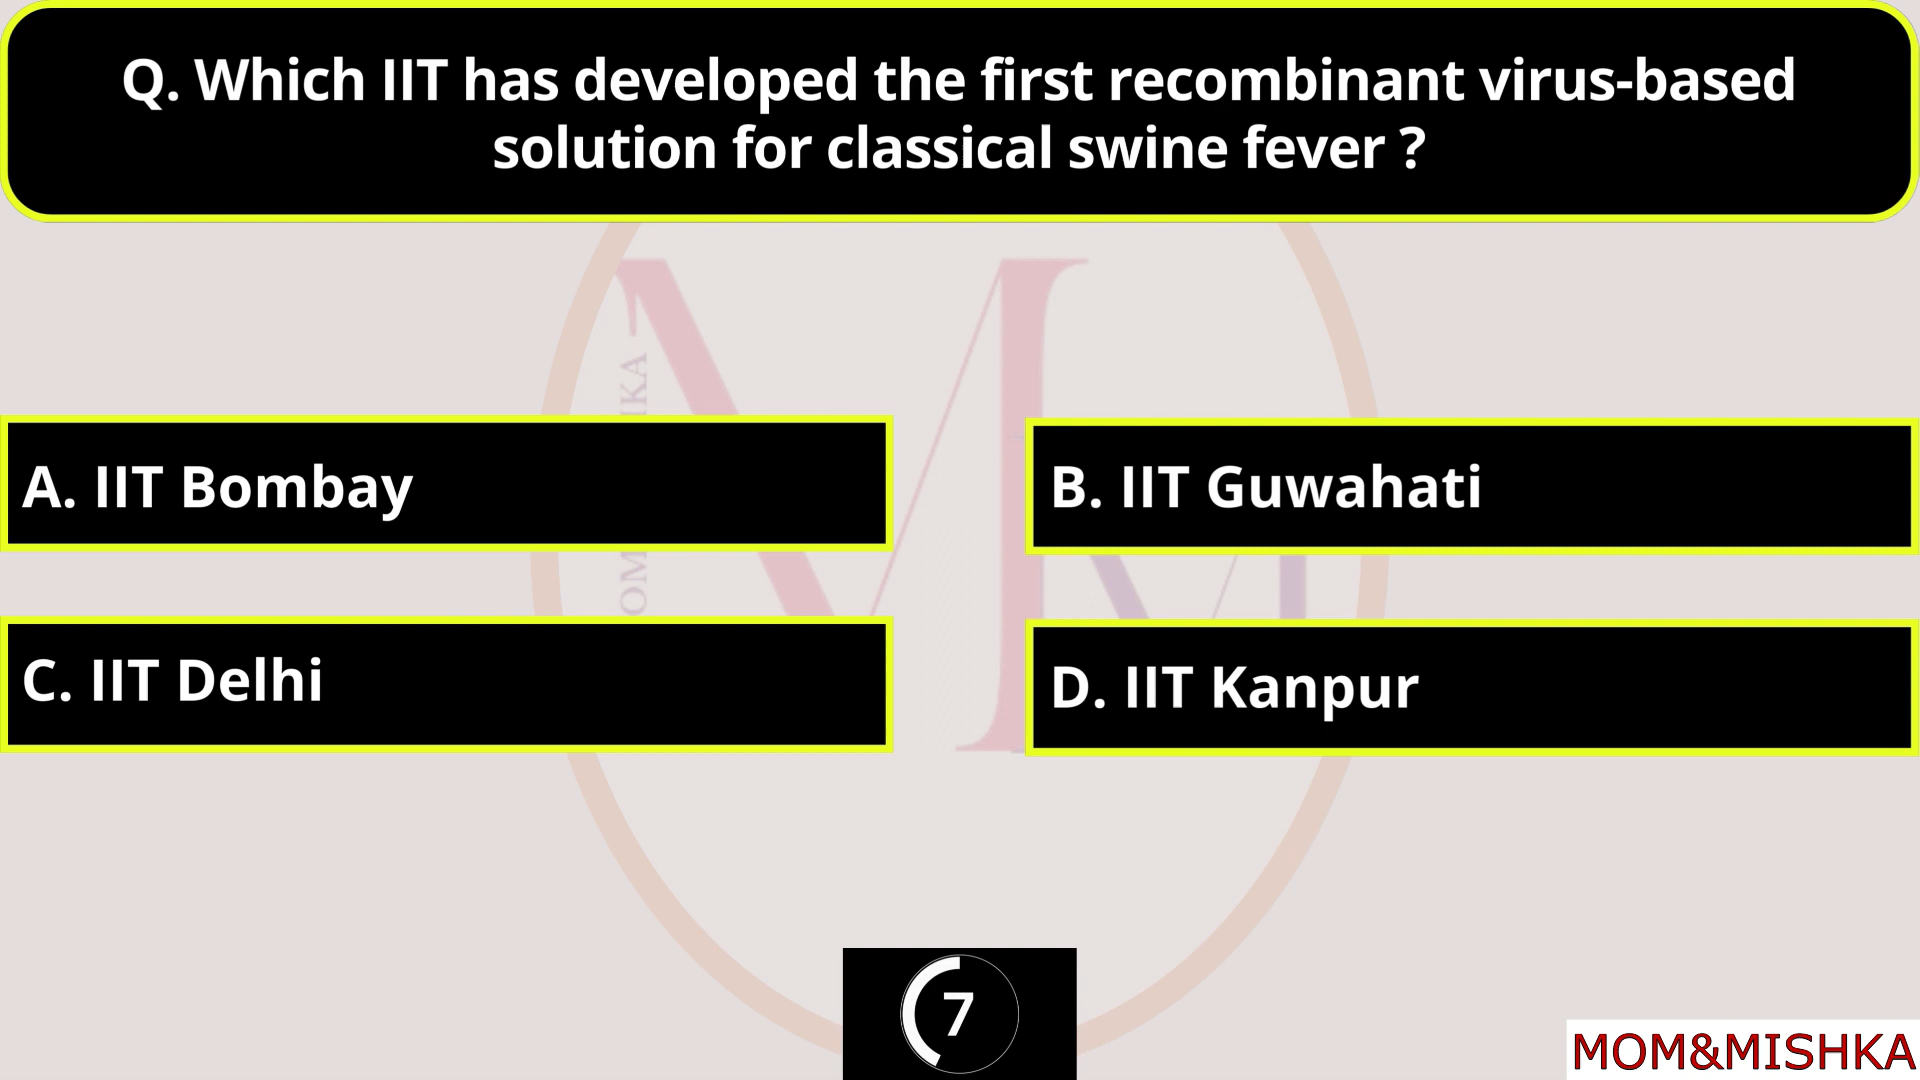 Q. Which IIT has developed the first recombinant virus-based
solution for classical swine fever ?
A. IIT Bombay
B. IIT Guwahati
C. IIT Delhi
D. IIT Kanpur
7
MOM&MISHKA